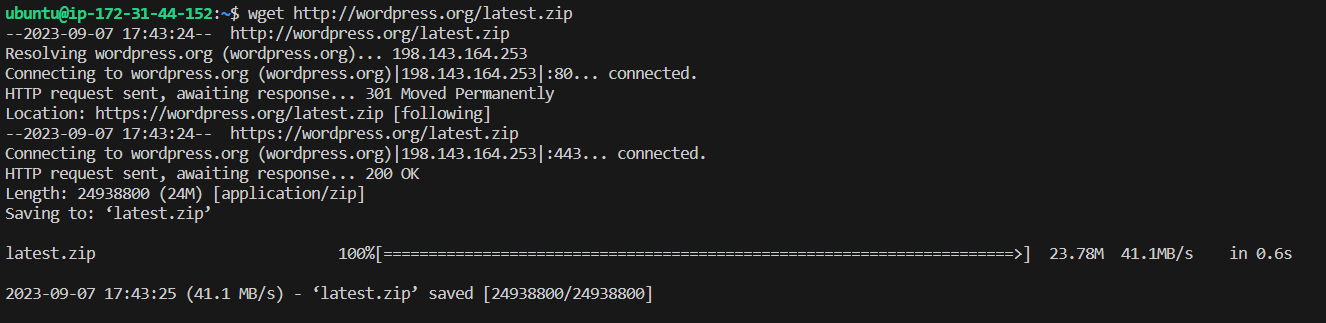 ubuntu@ip-172-31-44-152:~$ wget http://wordpress.org/latest.zip
--2023-09-07 17:43:24--  http://wordpress.org/latest.zip
Resolving wordpress.org (wordpress.org)... 198.143.164.253
Connecting to wordpress.org (wordpress.org)|198.143.164.253|:80... connected.
HTTP request sent, awaiting response... 301 Moved Permanently
Location: https://wordpress.org/latest.zip [following]
--2023-09-07 17:43:24--  https://wordpress.org/latest.zip
Connecting to wordpress.org (wordpress.org)|198.143.164.253|:443... connected.
HTTP request sent, awaiting response... 200 OK
Length: 24938800 (24M) [application/zip]
Saving to: ‘latest.zip’
latest.zip                           100%[======================================================================>]  23.78M  41.1MB/s    in 0.6s
2023-09-07 17:43:25 (41.1 MB/s) - ‘latest.zip’ saved [24938800/24938800]